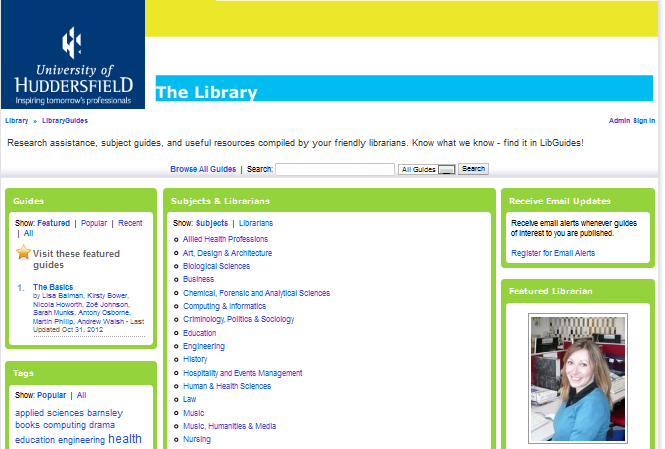 University of
HUDDERSFIELD
Inspiring tomorrow's professionals
The Library
Library » LibraryGuides
Admin Sign In
Research assistance, subject guides, and useful resources compiled by your friendly librarians. Know what we know - find it in LibGuides!
Browse All Guides | Search: All Guides Search
Guides
Show: Featured | Popular | Recent
| All
Visit these featured
guides
1. The Basics
by Lisa Balman, Kirsty Bower,
Nicola Howorth, Zoë Johnson,
Sarah Munks, Antony Osborne,
Martin Philip, Andrew Walsh - Last
Updated Oct 31, 2012
Tags
Show: Popular | All
applied sciences barnsley
books computing drama
education engineering health
Subjects & Librarians
Show: Subjects | Librarians
Allied Health Professions
Art, Design & Architecture
Biological Sciences
Business
Chemical, Forensic and Analytical Sciences
Computing & Informatics
Criminology, Politics & Sociology
Education
Engineering
History
Hospitality and Events Management
Human & Health Sciences
Law
Music
Music, Humanities & Media
Nursing
Receive Email Updates
Receive email alerts whenever guides
of interest to you are published.
Register for Email Alerts
Featured Librarian